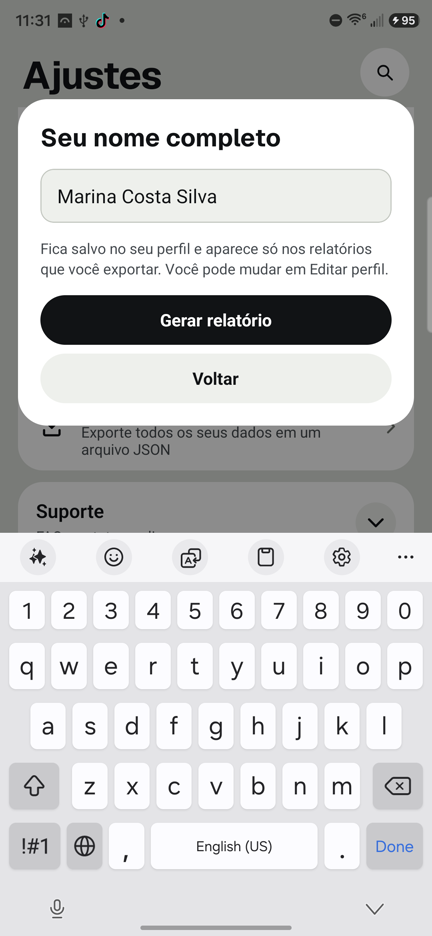 11:31
6
95
Ajustes
Seu nome completo
Marina Costa Silva
Fica salvo no seu perfil e aparece só nos relatórios
que você exportar. Você pode mudar em Editar perfil.
Gerar relatório
Voltar
Exporte todos os seus dados em um
arquivo JSON
Suporte
1 2 3 4 5 6 7 8 9 0
q w e r t y u i o p
a s d f g h j k l
z x c v b n m
!#1 , English (US) . Done